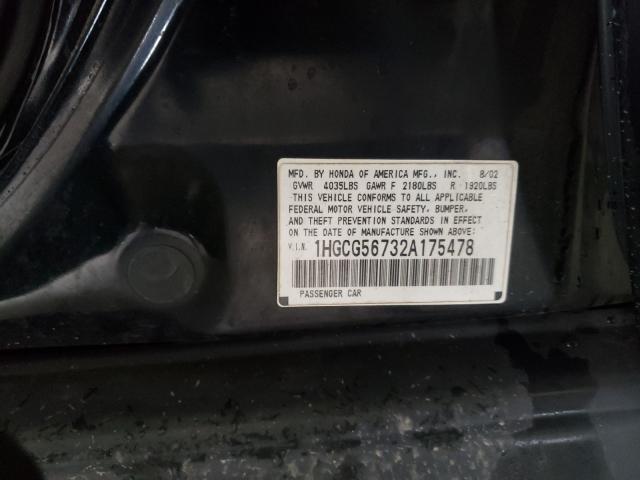 MFD. BY HONDA OF AMERICA MFG., INC. 8/02
GVWR 4035LBS GAWR F 2180LBS R 1920LBS
THIS VEHICLE CONFORMS TO ALL APPLICABLE
FEDERAL MOTOR VEHICLE SAFETY, BUMPER,
AND THEFT PREVENTION STANDARDS IN EFFECT
ON THE DATE OF MANUFACTURE SHOWN ABOVE:
V.I.N. 1HGCG56732A175478
PASSENGER CAR